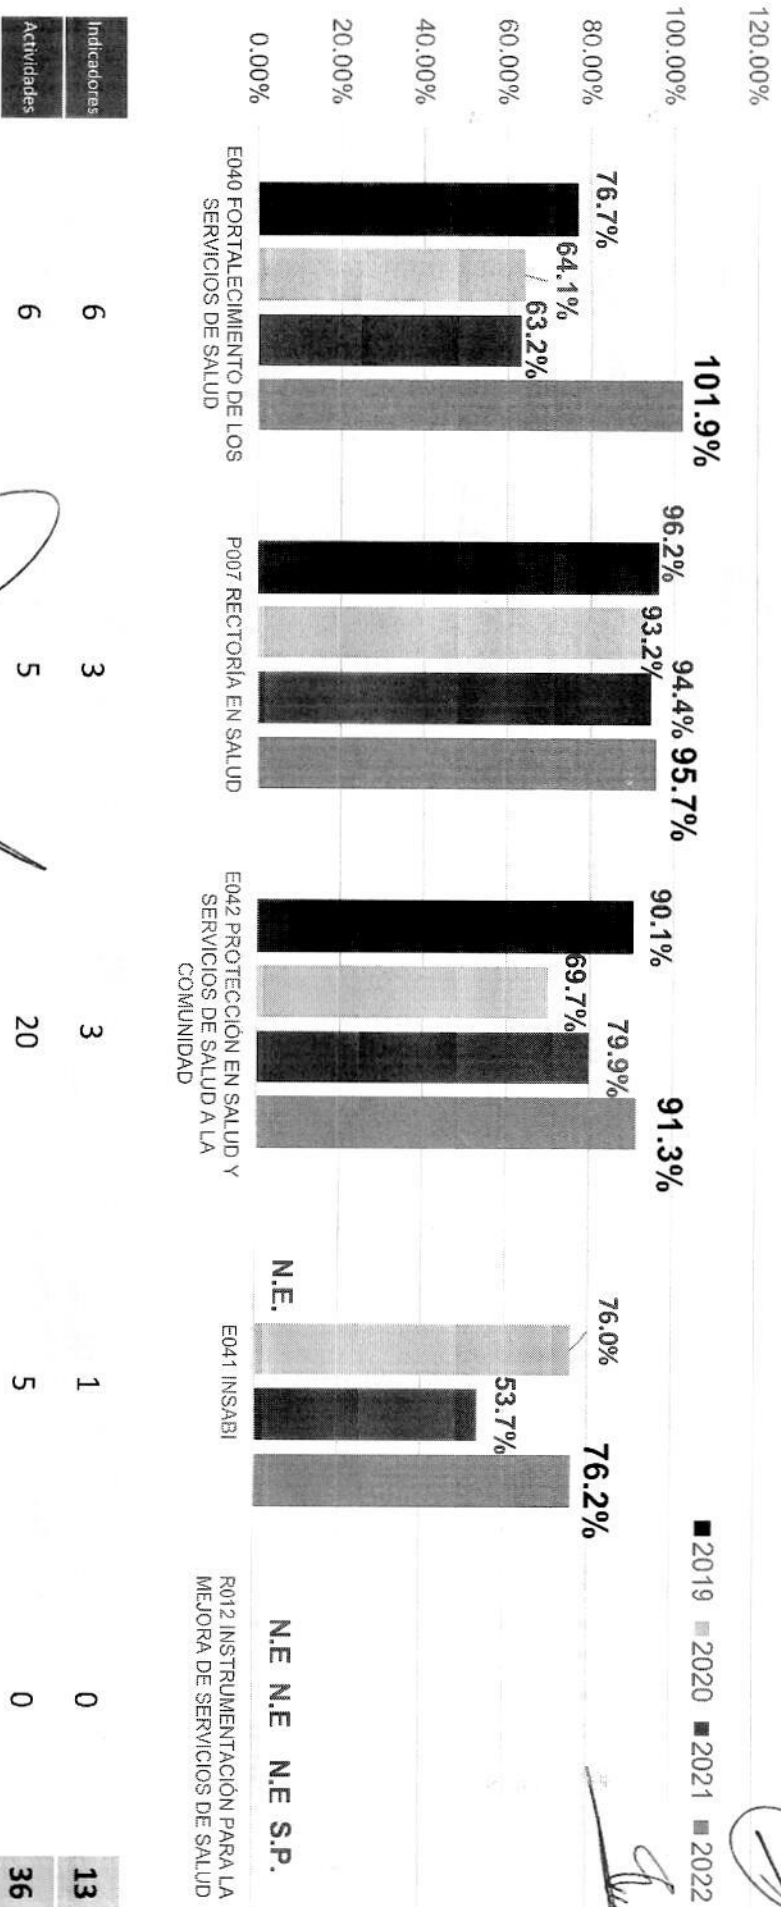 ■ 2019 ■ 2020 ■ 2021 ■ 2022
120.00%
100.00%
80.00%
60.00%
40.00%
20.00%
0.00%
76.7%
64.1%
63.2%
101.9%
96.2%
93.2%
94.4%
95.7%
90.1%
69.7%
79.9%
91.3%
N.E.
76.0%
53.7%
76.2%
N.E N.E N.E S.P.
E040 FORTALECIMIENTO DE LOS
SERVICIOS DE SALUD
P007 RECTORÍA EN SALUD
E042 PROTECCIÓN EN SALUD Y
SERVICIOS DE SALUD A LA
COMUNIDAD
E041 INSABI
R012 INSTRUMENTACIÓN PARA LA
MEJORA DE SERVICIOS DE SALUD
Indicadores 6 3 3 1 0 13
Actividades 6 5 20 5 0 36